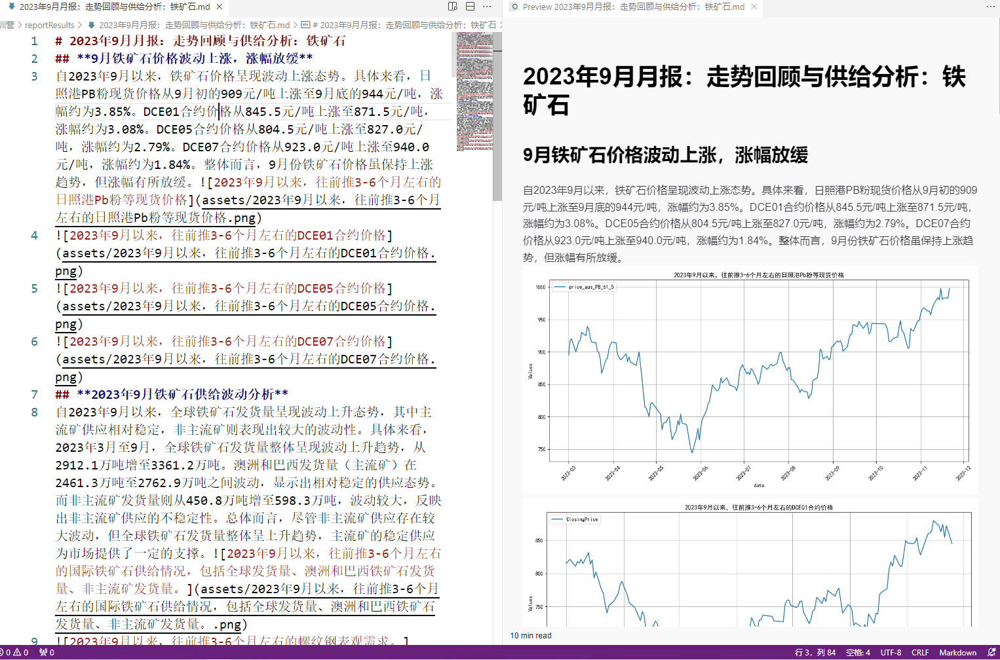 2023年9月月报：走势回顾与供给分析：铁矿石.md
川营 > reportResults > 2023年9月月报：走势回顾与供给分析：铁矿石.md > # 2023年9月月报：走势回顾与供给分析：铁矿石
1 # 2023年9月月报：走势回顾与供给分析：铁矿石
2 ## **9月铁矿石价格波动上涨，涨幅放缓**
3 自2023年9月以来，铁矿石价格呈现波动上涨态势。具体来看，日
照港PB粉现货价格从9月初的909元/吨上涨至9月底的944元/吨，涨
幅约为3.85%。DCE01合约价格从845.5元/吨上涨至871.5元/吨，
涨幅约为3.08%。DCE05合约价格从804.5元/吨上涨至827.0元/
吨，涨幅约为2.79%。DCE07合约价格从923.0元/吨上涨至940.0
元/吨，涨幅约为1.84%。整体而言，9月份铁矿石价格虽保持上涨
趋势，但涨幅有所放缓。![2023年9月以来，往前推3-6个月左右的
日照港Pb粉等现货价格](assets/2023年9月以来，往前推3-6个月
左右的日照港Pb粉等现货价格.png)
4 ![2023年9月以来，往前推3-6个月左右的DCE01合约价格]
(assets/2023年9月以来，往前推3-6个月左右的DCE01合约价格.
png)
5 ![2023年9月以来，往前推3-6个月左右的DCE05合约价格]
(assets/2023年9月以来，往前推3-6个月左右的DCE05合约价格.
png)
6 ![2023年9月以来，往前推3-6个月左右的DCE07合约价格]
(assets/2023年9月以来，往前推3-6个月左右的DCE07合约价格.
png)
7 ## **2023年9月铁矿石供给波动分析**
8 自2023年9月以来，全球铁矿石发货量呈现波动上升态势，其中主
流矿供应相对稳定，非主流矿则表现出较大的波动性。具体来看，
2023年3月至9月，全球铁矿石发货量整体呈现波动上升趋势，从
2912.1万吨增至3361.2万吨。澳洲和巴西发货量（主流矿）在
2461.3万吨至2762.9万吨之间波动，显示出相对稳定的供应态势。
而非主流矿发货量则从450.8万吨增至598.3万吨，波动较大，反映
出非主流矿供应的不稳定性。总体而言，尽管非主流矿供应存在较
大波动，但全球铁矿石发货量整体呈上升趋势，主流矿的稳定供应
为市场提供了一定的支撑。![2023年9月以来，往前推3-6个月左右
的国际铁矿石供给情况，包括全球发货量、澳洲和巴西铁矿石发货
量、非主流矿发货量。](assets/2023年9月以来，往前推3-6个月
左右的国际铁矿石供给情况，包括全球发货量、澳洲和巴西铁矿石
发货量、非主流矿发货量。.png)
9 ![2023年9月以来，往前推3-6个月左右的螺纹钢表观需求。]
Preview 2023年9月月报：走势回顾与供给分析：铁矿石.md
2023年9月月报：走势回顾与供给分析：铁
矿石
9月铁矿石价格波动上涨，涨幅放缓
自2023年9月以来，铁矿石价格呈现波动上涨态势。具体来看，日照港PB粉现货价格从9月初的909
元/吨上涨至9月底的944元/吨，涨幅约为3.85%。DCE01合约价格从845.5元/吨上涨至871.5元/吨，
涨幅约为3.08%。DCE05合约价格从804.5元/吨上涨至827.0元/吨，涨幅约为2.79%。DCE07合约
价格从923.0元/吨上涨至940.0元/吨，涨幅约为1.84%。整体而言，9月份铁矿石价格虽保持上涨趋
势，但涨幅有所放缓。
2023年9月以来，往前推3-6个月左右的日照港Pb粉等现货价格
price_aus_PB_61_5
1000
950
900
850
800
750
Values
2023-03 2023-04 2023-05 2023-06 2023-07 2023-08 2023-09 2023-10 2023-11 2023-12
date
2023年9月以来，往前推3-6个月左右的DCE01合约价格
ClosingPrice
850
800
750
Values
10 min read
0 0 0
行 3，列 84 空格: 4 UTF-8 CRLF Markdown